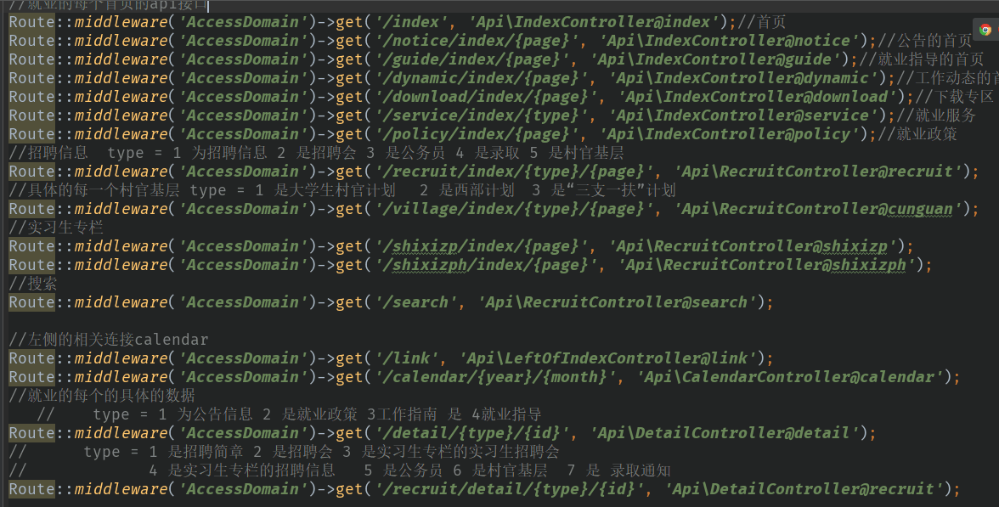 //就业的每个首页的api接口
Route::middleware('AccessDomain')->get('/index', 'Api\IndexController@index');//首页
Route::middleware('AccessDomain')->get('/notice/index/{page}', 'Api\IndexController@notice');//公告的首页
Route::middleware('AccessDomain')->get('/guide/index/{page}', 'Api\IndexController@guide');//就业指导的首页
Route::middleware('AccessDomain')->get('/dynamic/index/{page}', 'Api\IndexController@dynamic');//工作动态的首
Route::middleware('AccessDomain')->get('/download/index/{page}', 'Api\IndexController@download');//下载专区
Route::middleware('AccessDomain')->get('/service/index/{type}', 'Api\IndexController@service');//就业服务
Route::middleware('AccessDomain')->get('/policy/index/{page}', 'Api\IndexController@policy');//就业政策
//招聘信息  type = 1 为招聘信息 2 是招聘会 3 是公务员 4 是录取 5 是村官基层
Route::middleware('AccessDomain')->get('/recruit/index/{type}/{page}', 'Api\RecruitController@recruit');
//具体的每一个村官基层 type = 1 是大学生村官计划  2 是西部计划  3 是“三支一扶”计划
Route::middleware('AccessDomain')->get('/village/index/{type}/{page}', 'Api\RecruitController@cunguan');
//实习生专栏
Route::middleware('AccessDomain')->get('/shixizp/index/{page}', 'Api\RecruitController@shixizp');
Route::middleware('AccessDomain')->get('/shixizph/index/{page}', 'Api\RecruitController@shixizph');
//搜索
Route::middleware('AccessDomain')->get('/search', 'Api\RecruitController@search');
//左侧的相关连接calendar
Route::middleware('AccessDomain')->get('/link', 'Api\LeftOfIndexController@link');
Route::middleware('AccessDomain')->get('/calendar/{year}/{month}', 'Api\CalendarController@calendar');
//就业的每个的具体的数据
//    type = 1 为公告信息 2 是就业政策 3工作指南 是 4就业指导
Route::middleware('AccessDomain')->get('/detail/{type}/{id}', 'Api\DetailController@detail');
//      type = 1 是招聘简章 2 是招聘会 3 是实习生专栏的实习生招聘会
//             4 是实习生专栏的招聘信息   5 是公务员 6 是村官基层  7 是 录取通知
Route::middleware('AccessDomain')->get('/recruit/detail/{type}/{id}', 'Api\DetailController@recruit');